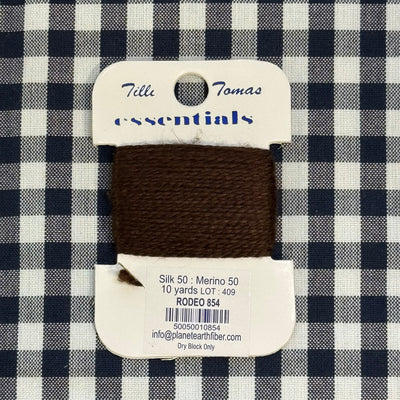 Tilli Tomas
essentials
Silk 50 : Merino 50
10 yards LOT : 409
RODEO 854
50050010854
info@planetearthfiber.com
Dry Block Only